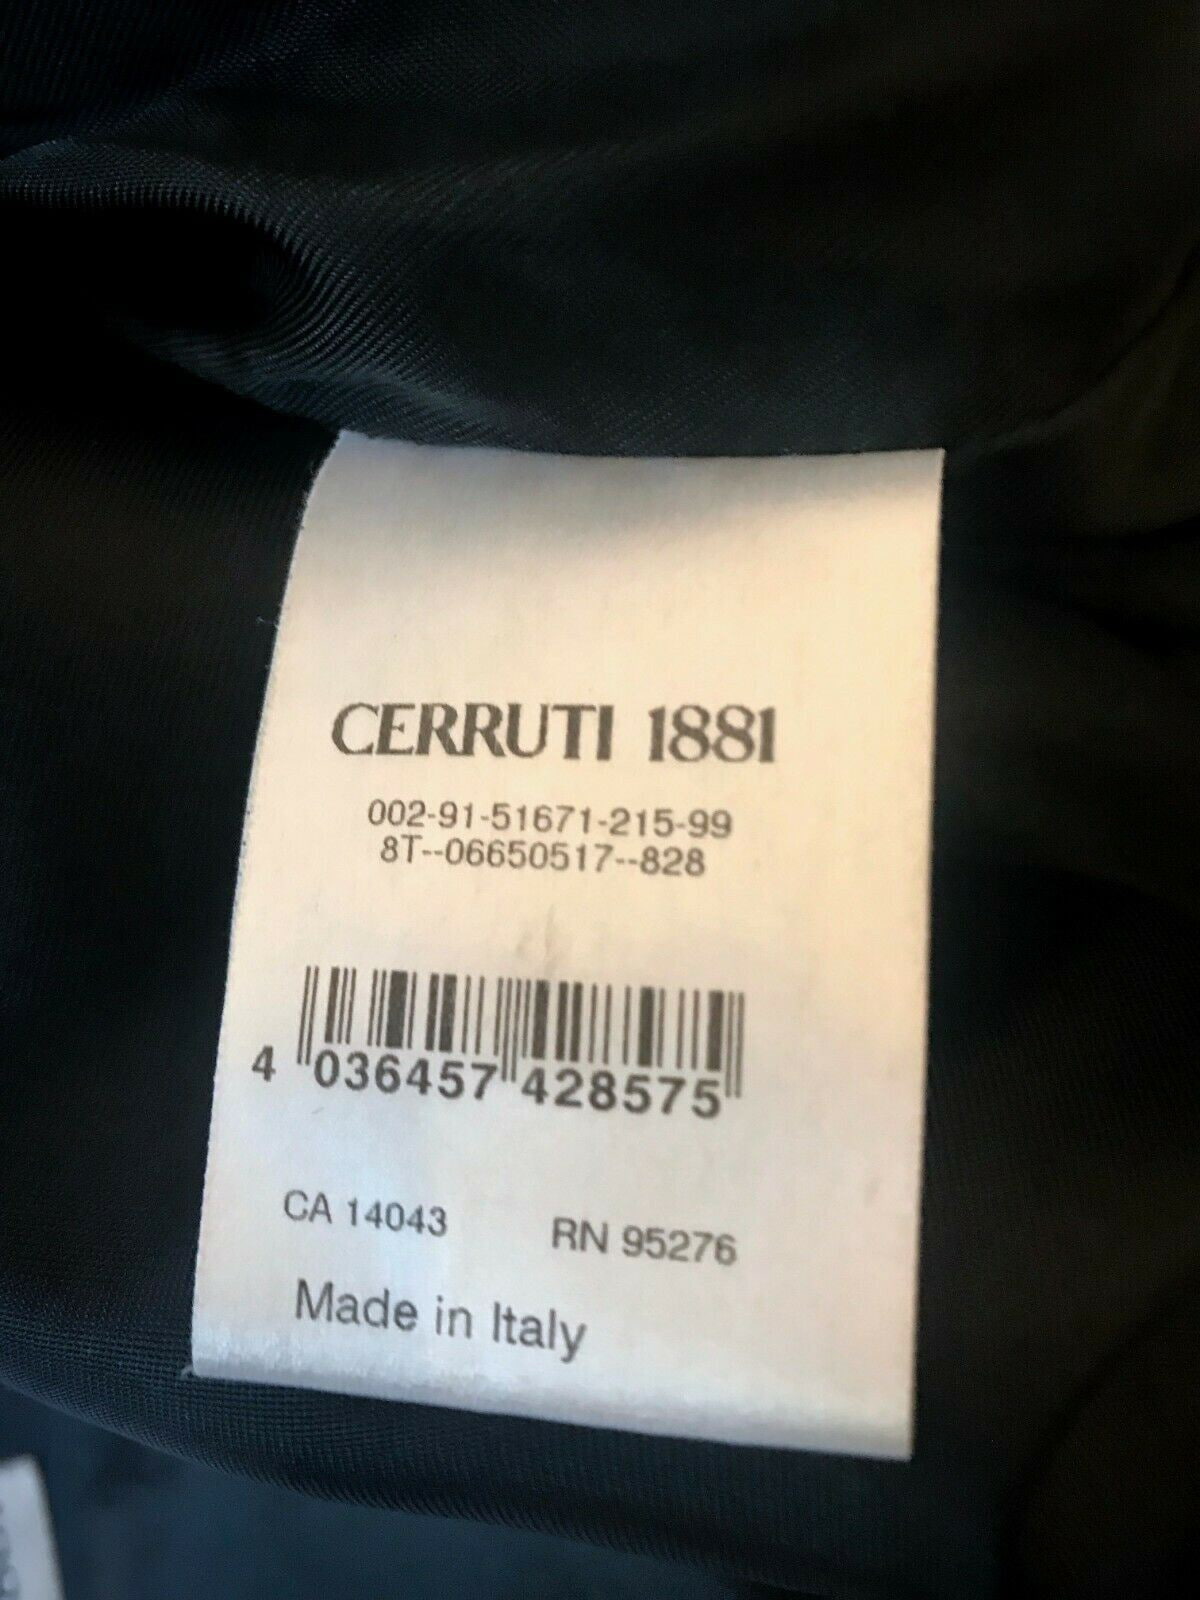 CERRUTI 1881
002-91-51671-215-99
8T--06650517--828
4 036457 428575
CA 14043 RN 95276
Made in Italy